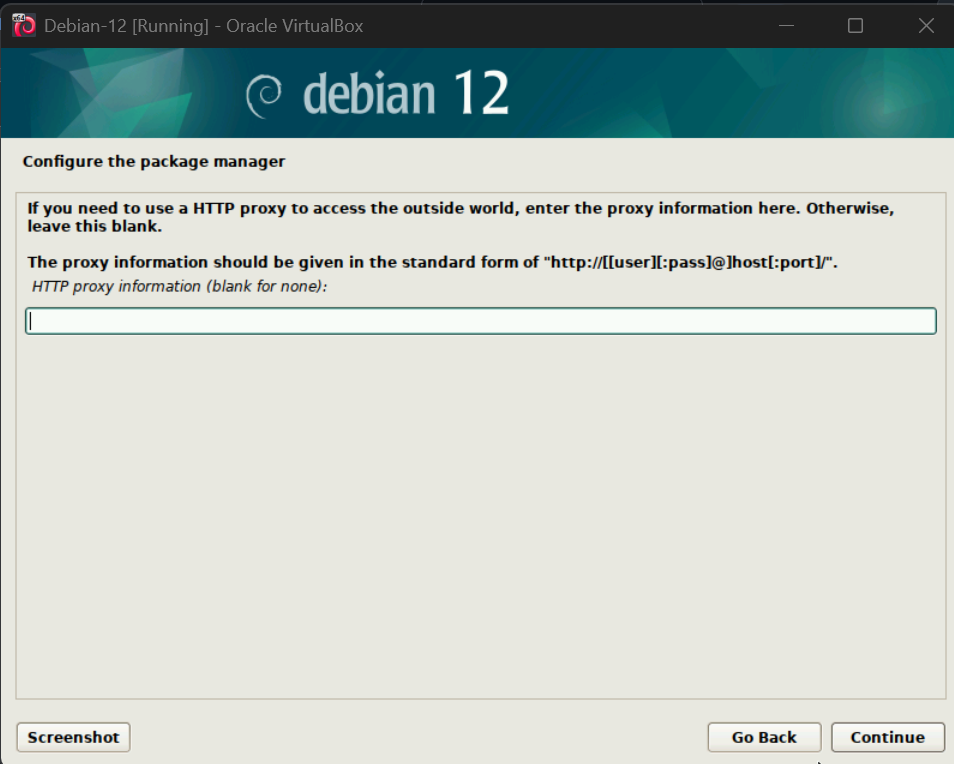 Debian-12 [Running] - Oracle VirtualBox
debian 12
Configure the package manager
If you need to use a HTTP proxy to access the outside world, enter the proxy information here. Otherwise,
leave this blank.
The proxy information should be given in the standard form of "http://[[user][:pass]@]host[:port]/".
HTTP proxy information (blank for none):
Screenshot
Go Back
Continue